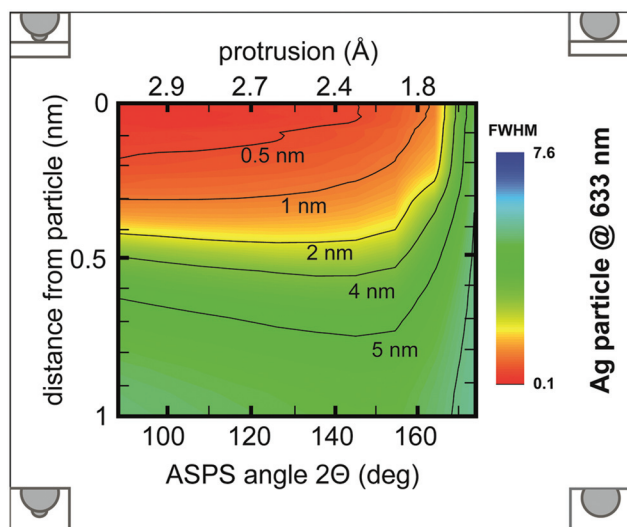 protrusion (Å)
2.9 2.7 2.4 1.8
0
0.5
1
distance from particle (nm)
0.5 nm
1 nm
2 nm
4 nm
5 nm
100 120 140 160
ASPS angle 2Θ (deg)
FWHM
7.6
0.1
Ag particle @ 633 nm